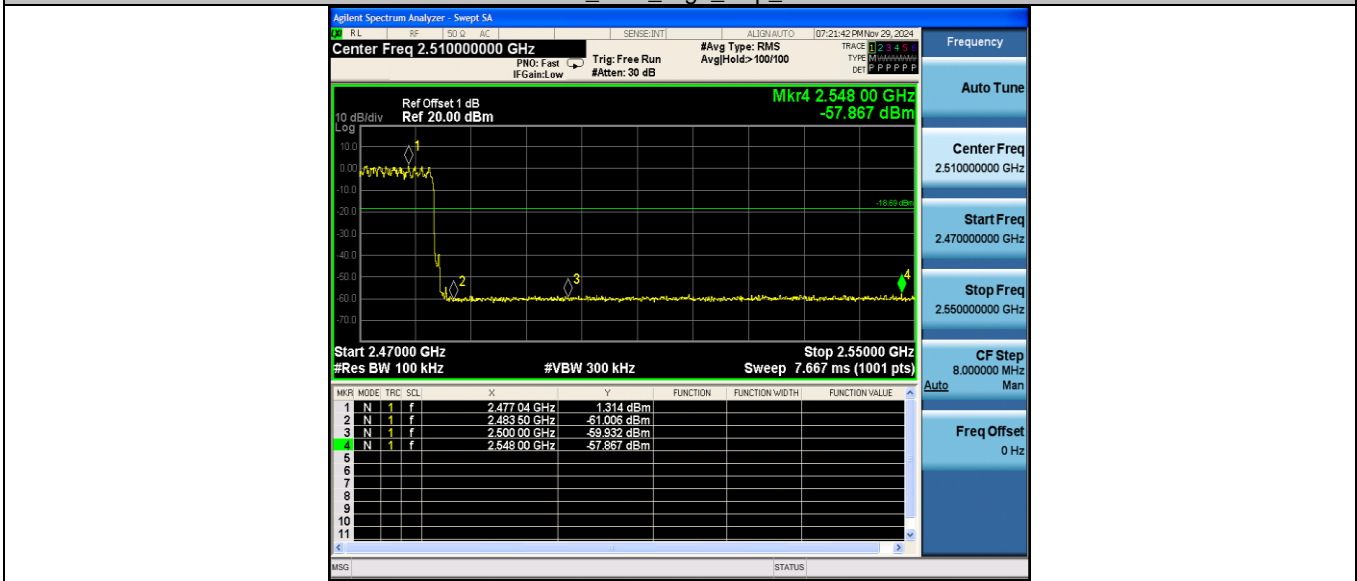 Agilent Spectrum Analyzer - Swept SA
RL RF 50 Ω AC SENSE:INT ALIGNAUTO 07:21:42 PM Nov 29, 2024
Center Freq 2.510000000 GHz
PNO: Fast
IFGain:Low
Trig: Free Run
#Atten: 30 dB
#Avg Type: RMS
Avg|Hold:>100/100
TRACE 1 2 3 4 5 6
TYPE M
DET P P P P P P
Mkr4 2.548 00 GHz
-57.867 dBm
Ref Offset 1 dB
10 dB/div Ref 20.00 dBm
Log
10.0
0.00
-10.0
-20.0
-30.0
-40.0
-50.0
-60.0
-70.0
1
2
3
4
-18.69 dBm
Start 2.47000 GHz Stop 2.55000 GHz
#Res BW 100 kHz #VBW 300 kHz Sweep 7.667 ms (1001 pts)
MKR MODE TRC SCL X Y FUNCTION FUNCTION WIDTH FUNCTION VALUE
1 N 1 f 2.477 04 GHz 1.314 dBm
2 N 1 f 2.483 50 GHz -61.006 dBm
3 N 1 f 2.500 00 GHz -59.932 dBm
4 N 1 f 2.548 00 GHz -57.867 dBm
5
6
7
8
9
10
11
MSG STATUS
Frequency
Auto Tune
Center Freq
2.510000000 GHz
Start Freq
2.470000000 GHz
Stop Freq
2.550000000 GHz
CF Step
8.000000 MHz
Auto Man
Freq Offset
0 Hz